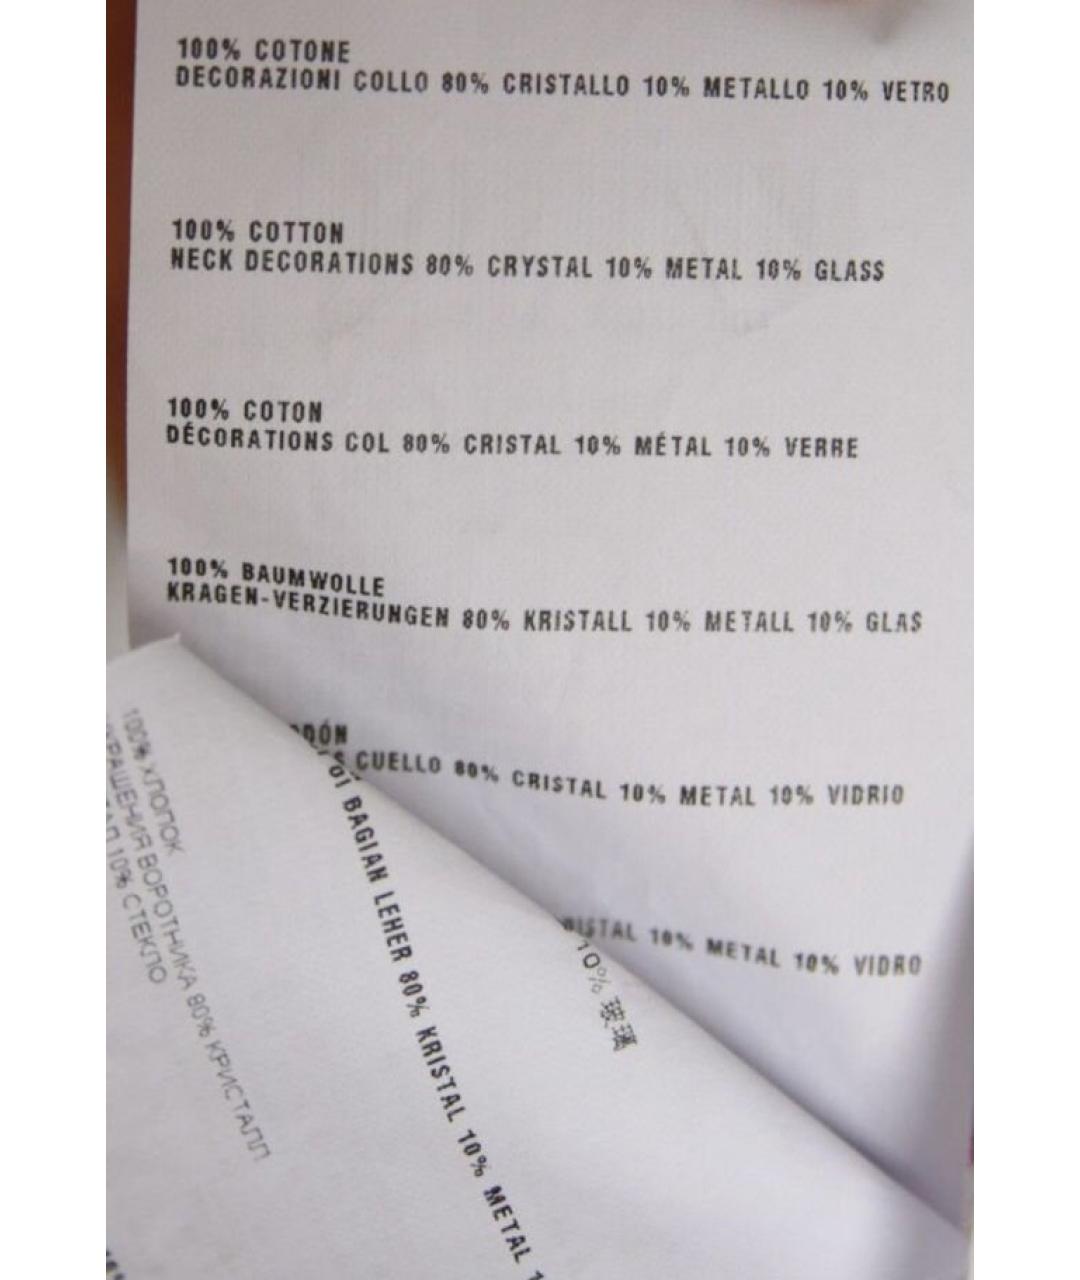 100% COTONE
DECORAZIONI COLLO 80% CRISTALLO 10% METALLO 10% VETRO
100% COTTON
NECK DECORATIONS 80% CRYSTAL 10% METAL 10% GLASS
100% COTON
DÉCORATIONS COL 80% CRISTAL 10% MÉTAL 10% VERRE
100% BAUMWOLLE
KRAGEN-VERZIERUNGEN 80% KRISTALL 10% METALL 10% GLAS
CUELLO 80% CRISTAL 10% METAL 10% VIDRIO
10% METAL 10% VIDRO
10% 玻璃
BAGIAN LEHER 80% KRISTAL 10% METAL
100% ХЛОПОК
ВОРОТНИКА 80% КРИСТАЛЛ
10% СТЕКЛО